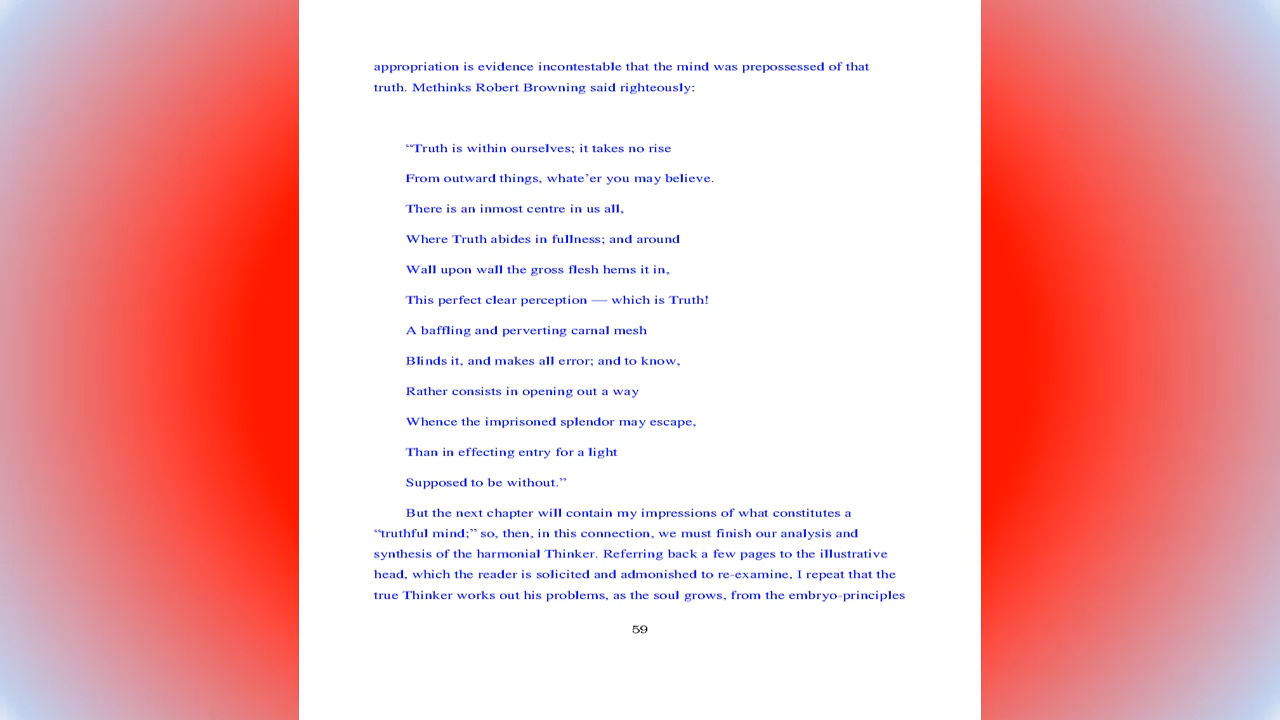 appropriation is evidence incontestable that the mind was prepossessed of that
truth. Methinks Robert Browning said righteously:
“Truth is within ourselves; it takes no rise
From outward things, whate’er you may believe.
There is an inmost centre in us all,
Where Truth abides in fullness; and around
Wall upon wall the gross flesh hems it in,
This perfect clear perception — which is Truth!
A baffling and perverting carnal mesh
Blinds it, and makes all error; and to know,
Rather consists in opening out a way
Whence the imprisoned splendor may escape,
Than in effecting entry for a light
Supposed to be without.”
But the next chapter will contain my impressions of what constitutes a
“truthful mind;” so, then, in this connection, we must finish our analysis and
synthesis of the harmonial Thinker. Referring back a few pages to the illustrative
head, which the reader is solicited and admonished to re-examine, I repeat that the
true Thinker works out his problems, as the soul grows, from the embryo-principles
59